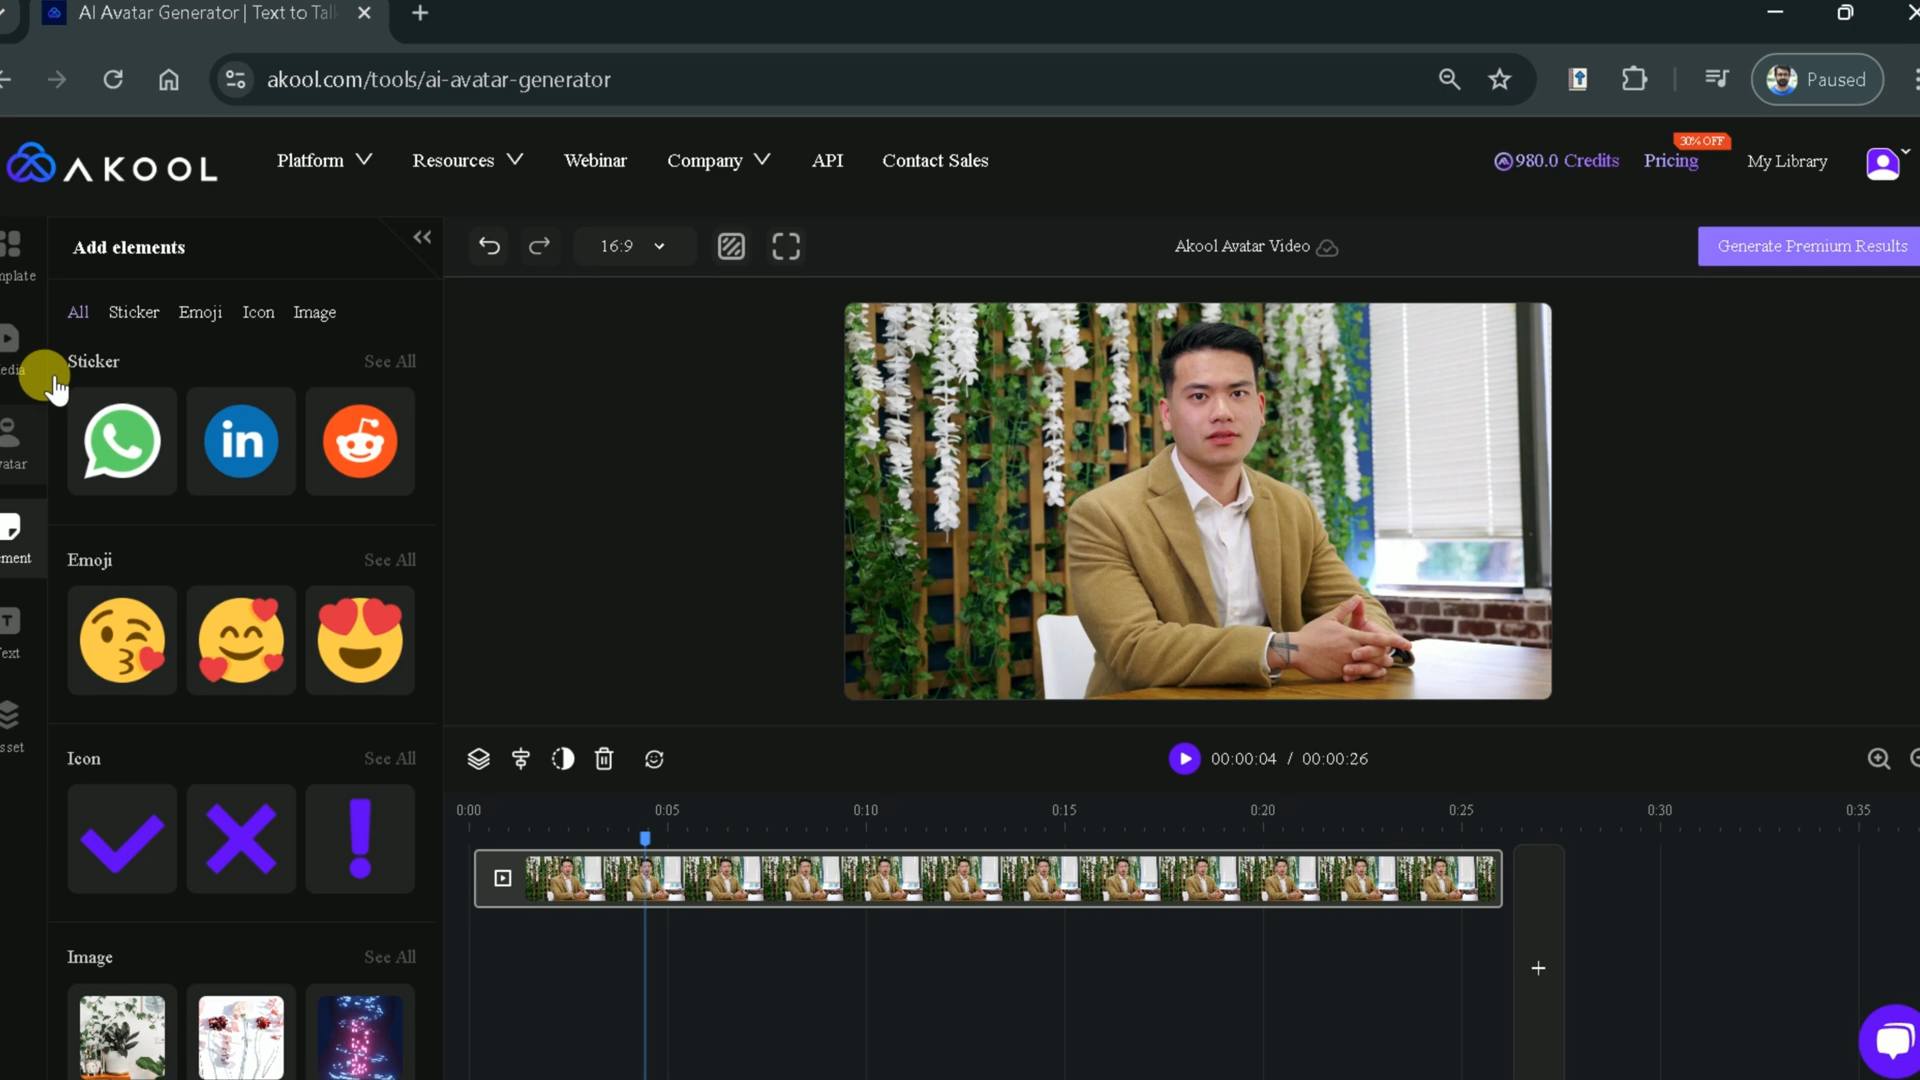 AI Avatar Generator | Text to Tal
akool.com/tools/ai-avatar-generator
Paused
AKOOL
Platform
Resources
Webinar
Company
API
Contact Sales
980.0 Credits
Pricing
30% OFF
My Library
mplate
edia
vatar
ement
Text
sset
Add elements
All Sticker Emoji Icon Image
Sticker See All
in
Emoji See All
Icon See All
Image See All
16:9
Akool Avatar Video
Generate Premium Results
00:00:04 / 00:00:26
0:00 0:05 0:10 0:15 0:20 0:25 0:30 0:35